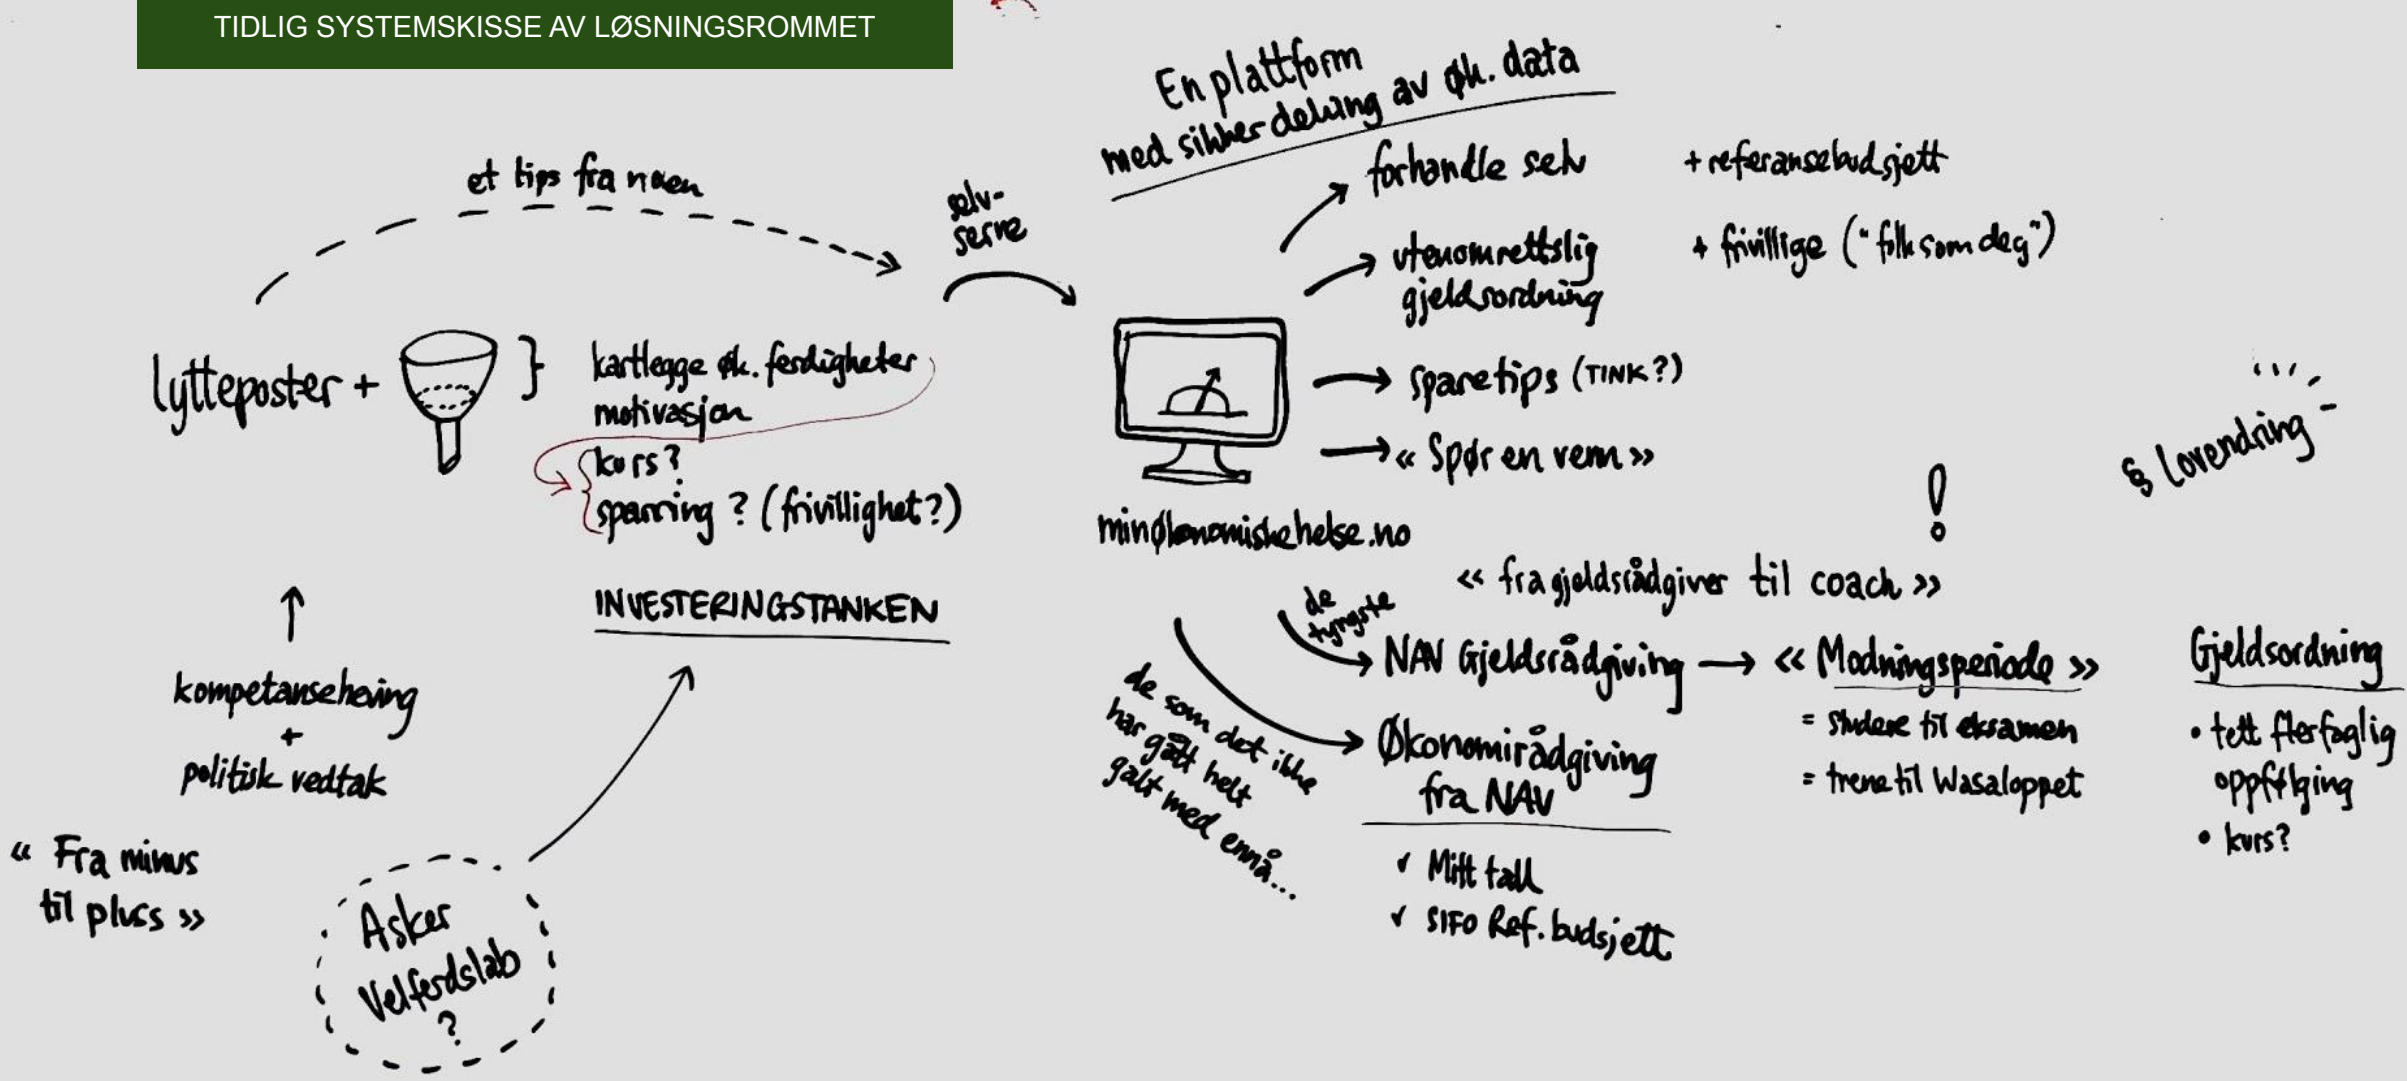 TIDLIG SYSTEMSKISSE AV LØSNINGSROMMET
En plattform
med sikker deling av øk. data
et tips fra noen
selv-
serve
forhandle selv
+ referansebudsjett
utenomrettslig
gjeldsordning
+ frivillige ("folk som deg")
sparetips (TINK?)
« Spør en venn »
lytteposter +
kartlegge øk. ferdigheter
motivasjon
kurs?
sparring? (frivillighet?)
minøkonomiskehelse.no
§ lovendring
!
« fra gjeldsrådgiver til coach »
INVESTERINGSTANKEN
de
tyngste
NAV Gjeldsrådgiving → « Modningsperiode »
= studere til eksamen
= trene til Wasaloppet
Gjeldsordning
• tett flerfaglig
oppfølging
• kurs?
de som det ikke
har gått helt
galt med ennå...
Økonomirådgiving
fra NAV
✓ Mitt tall
✓ SIFO Ref. budsjett
kompetanseheving
+
politisk vedtak
« Fra minus
til pluss »
Asker
Velferdslab
?